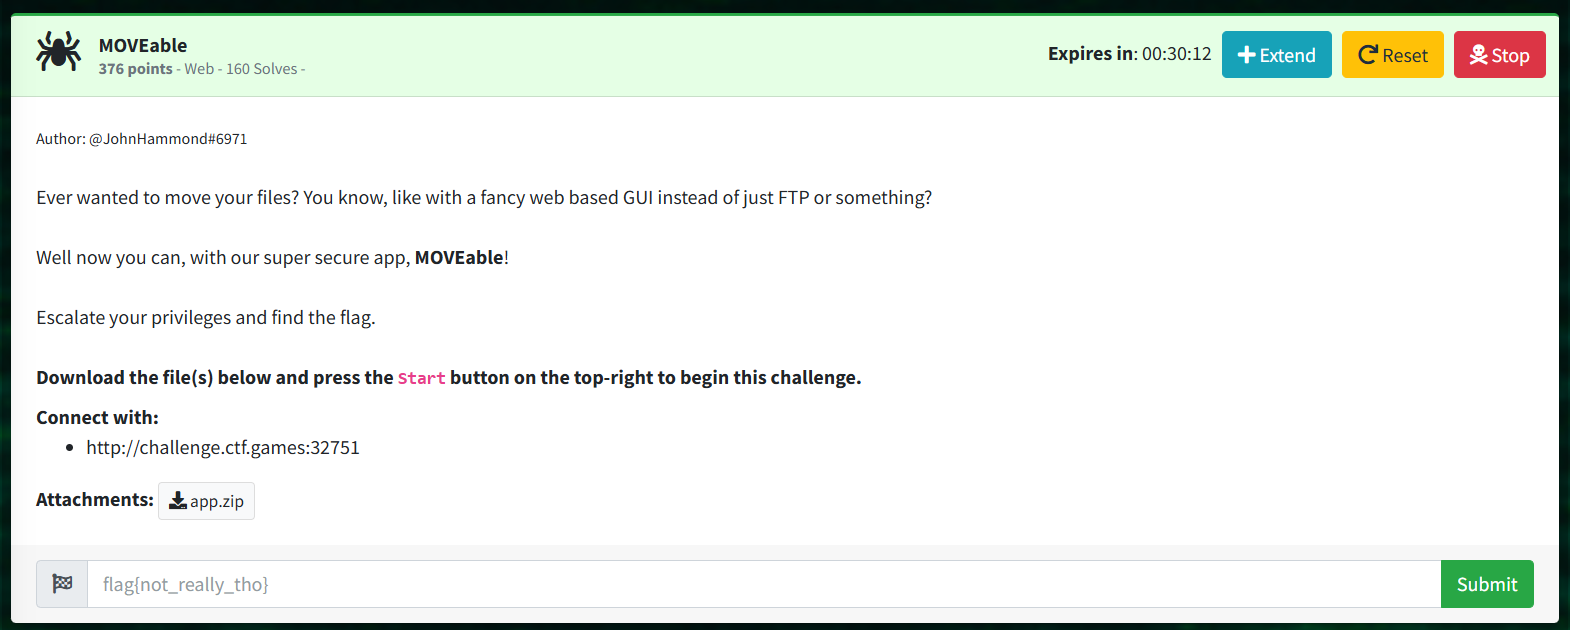 MOVEable
376 points - Web - 160 Solves -
Expires in: 00:30:12
Extend
Reset
Stop
Author: @JohnHammond#6971
Ever wanted to move your files? You know, like with a fancy web based GUI instead of just FTP or something?
Well now you can, with our super secure app, MOVEable!
Escalate your privileges and find the flag.
Download the file(s) below and press the Start button on the top-right to begin this challenge.
Connect with:
• http://challenge.ctf.games:32751
Attachments: app.zip
flag{not_really_tho}
Submit